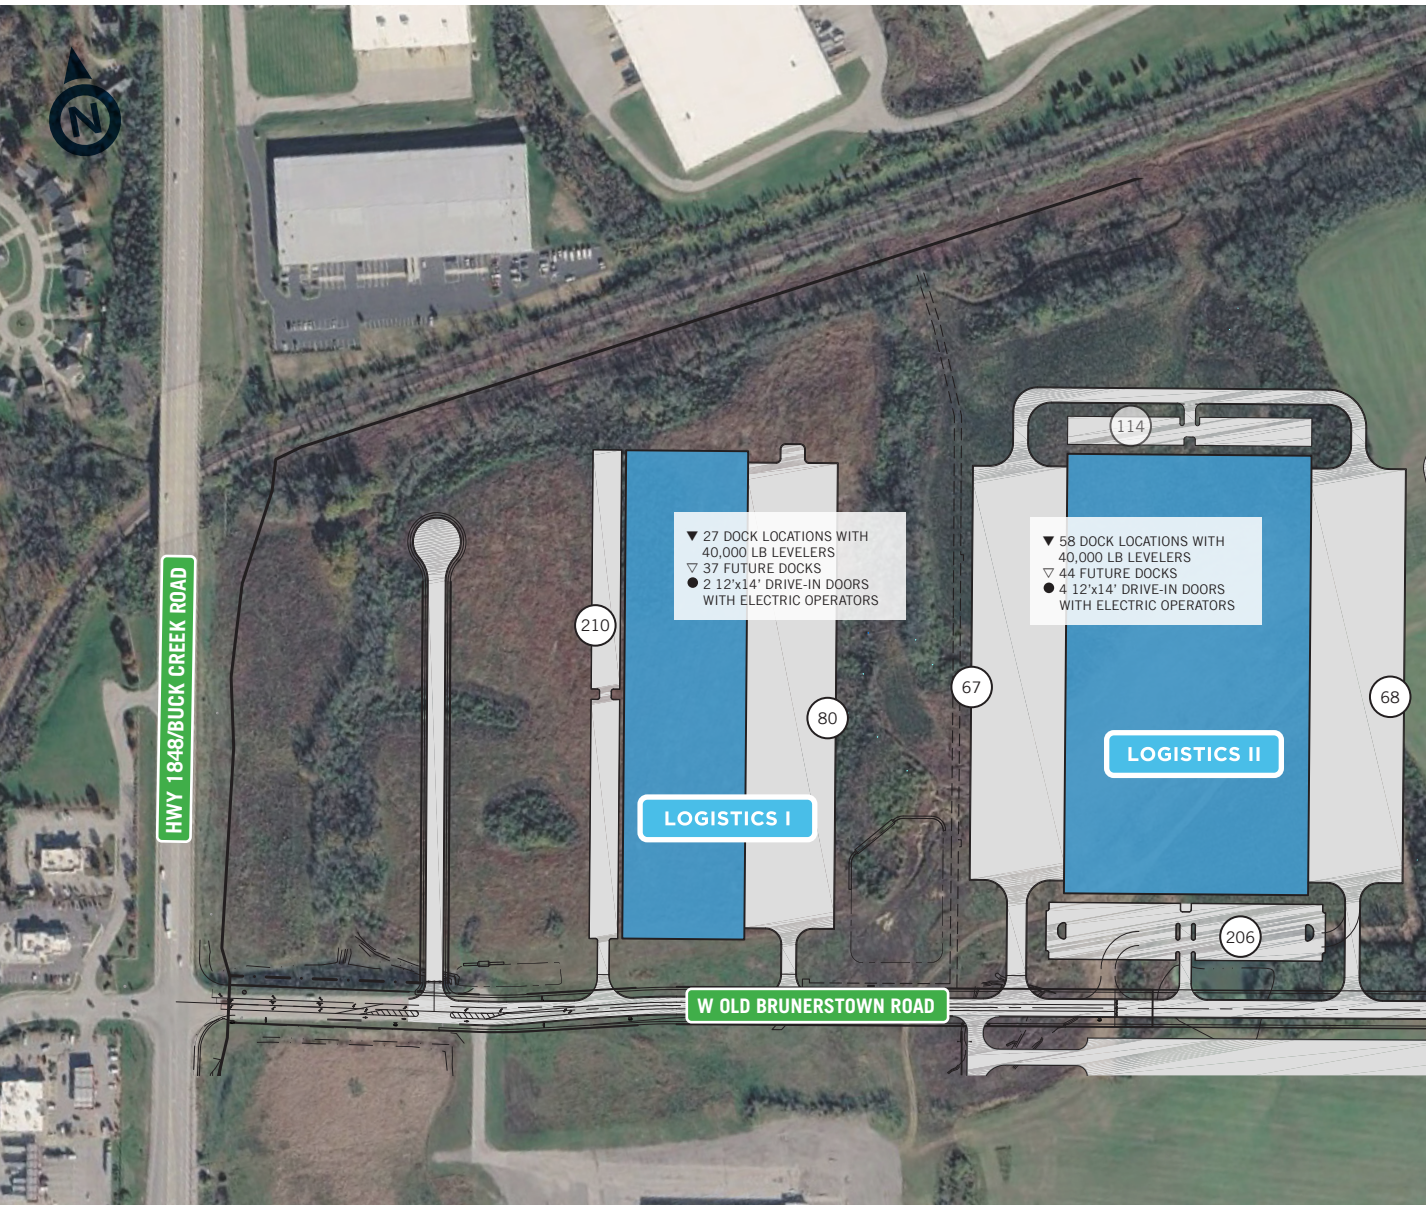 N
114
▼ 27 DOCK LOCATIONS WITH
40,000 LB LEVELERS
▽ 37 FUTURE DOCKS
● 2 12'x14' DRIVE-IN DOORS
WITH ELECTRIC OPERATORS
▼ 58 DOCK LOCATIONS WITH
40,000 LB LEVELERS
▽ 44 FUTURE DOCKS
● 4 12'x14' DRIVE-IN DOORS
WITH ELECTRIC OPERATORS
210
67
68
80
HWY 1848/BUCK CREEK ROAD
LOGISTICS II
LOGISTICS I
206
W OLD BRUNERSTOWN ROAD